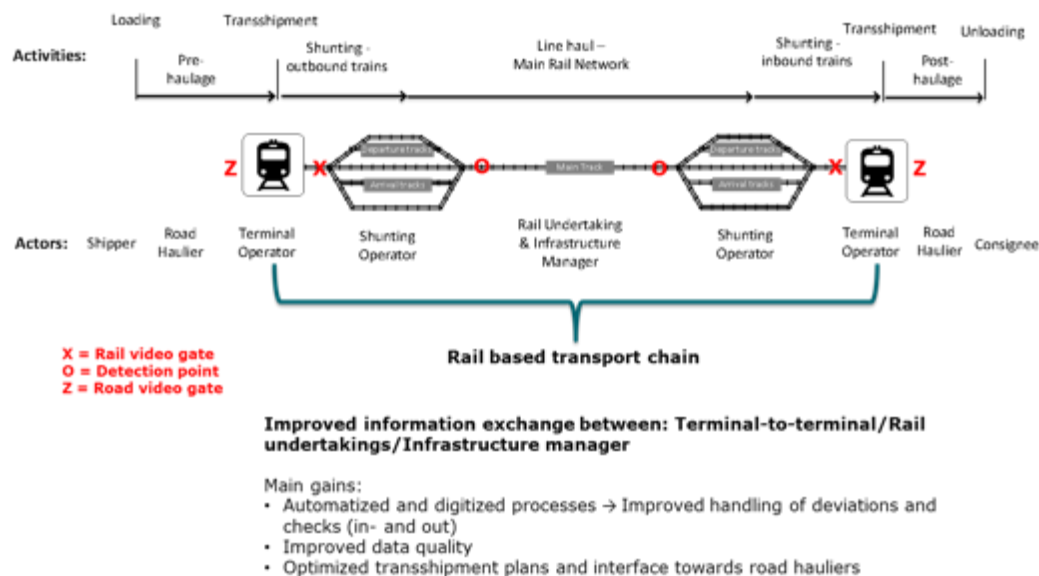 Loading
Transshipment
Transshipment
Unloading
Activities:
Pre-
haulage
Shunting -
outbound trains
Line haul –
Main Rail Network
Shunting -
inbound trains
Post-
haulage
Departure tracks
Departure tracks
Z
X
O
Main Track
O
X
Z
Arrival tracks
Arrival tracks
Actors:
Shipper
Road
Haulier
Terminal
Operator
Shunting
Operator
Rail Undertaking
& Infrastructure
Manager
Shunting
Operator
Terminal
Operator
Road
Haulier
Consignee
X = Rail video gate
O = Detection point
Z = Road video gate
Rail based transport chain
Improved information exchange between: Terminal-to-terminal/Rail
undertakings/Infrastructure manager
Main gains:
• Automatized and digitized processes → Improved handling of deviations and
checks (in- and out)
• Improved data quality
• Optimized transshipment plans and interface towards road hauliers